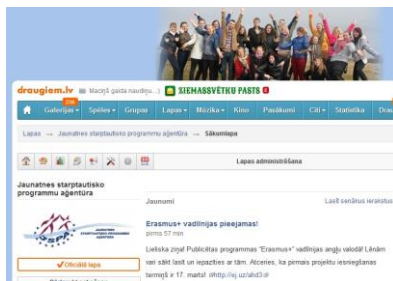 draugiem.lv Maciņā gaida naudiņa...) ZIEMASSVĒTKU PASTS
Galerijas Spēles Grupas Lapas Mūzika Kino Pasākumi Citi Statistika
Lapas → Jaunatnes starptautisko programmu aģentūra → Sākumlapa
Lapas administrēšana
Jaunatnes starptautisko
programmu aģentūra
Jaunumi Lasīt senākus ierakstus
Erasmus+ vadlīnijas pieejamas!
pirms 57 min
Lieliska ziņa! Publicētas programmas "Erasmus+" vadlīnijas angļu valodā! Lēnām
vari sākt lasīt un iepazīties ar tām. Atceries, ka pirmais projektu iesniegšanas
termiņš ir 17. marts!
Oficiālā lapa